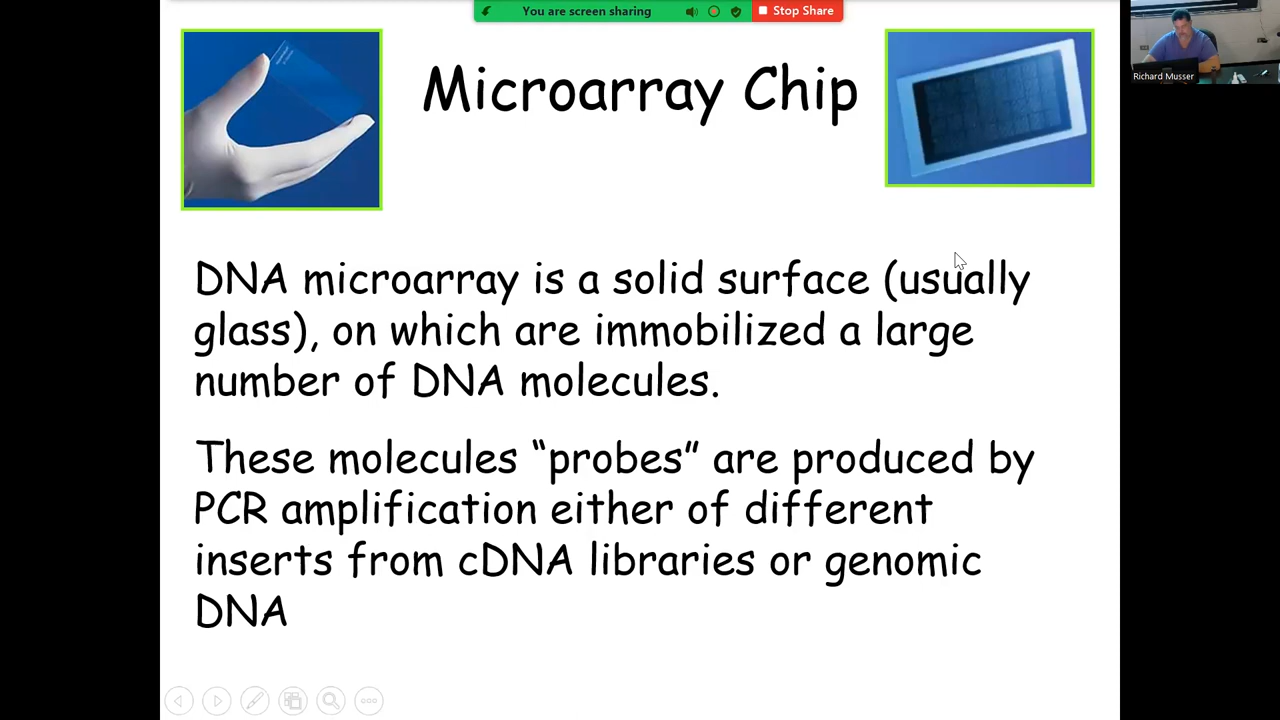 You are screen sharing
Stop Share
Microarray Chip
Richard Musser
DNA microarray is a solid surface (usually
glass), on which are immobilized a large
number of DNA molecules.
These molecules “probes” are produced by
PCR amplification either of different
inserts from cDNA libraries or genomic
DNA